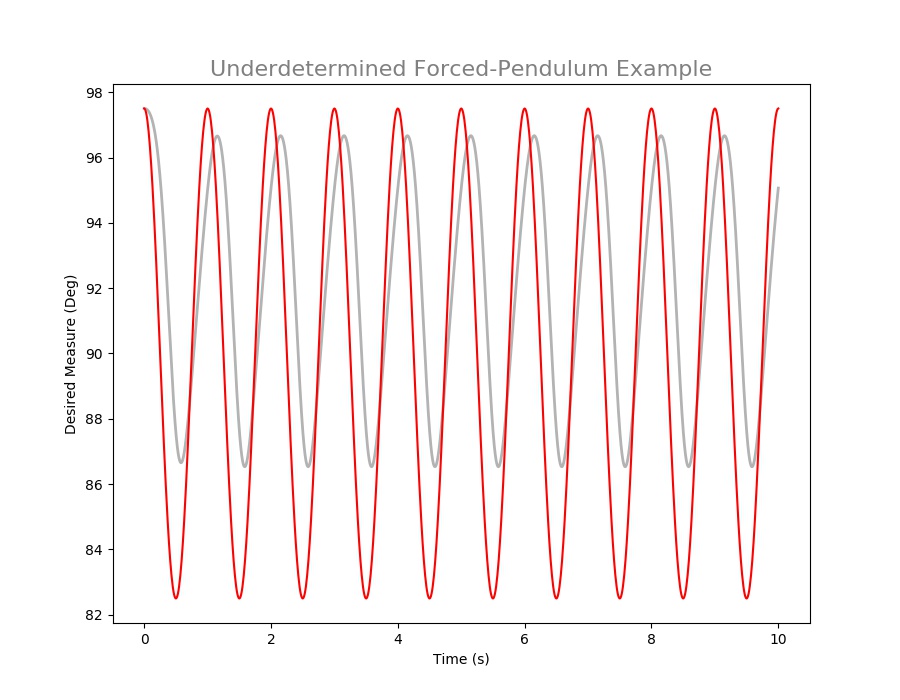 Underdetermined Forced-Pendulum Example
98
96
94
92
90
88
86
84
82
Desired Measure (Deg)
0 2 4 6 8 10
Time (s)